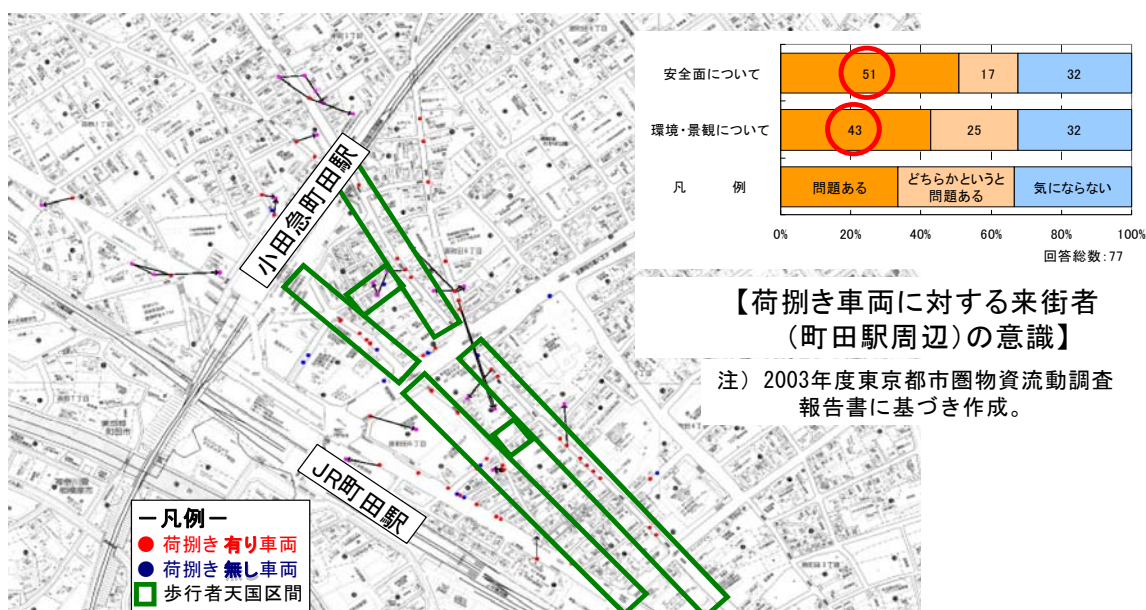 小田急町田駅
JR町田駅
－凡例－
荷捌き有り車両
荷捌き無し車両
歩行者天国区間
安全面について
51
17
32
環境・景観について
43
25
32
凡　例
問題ある
どちらかというと
問題ある
気にならない
0%
20%
40%
60%
80%
100%
回答総数：77
【荷捌き車両に対する来街者
（町田駅周辺）の意識】
注） 2003年度東京都市圏物資流動調査
報告書に基づき作成。